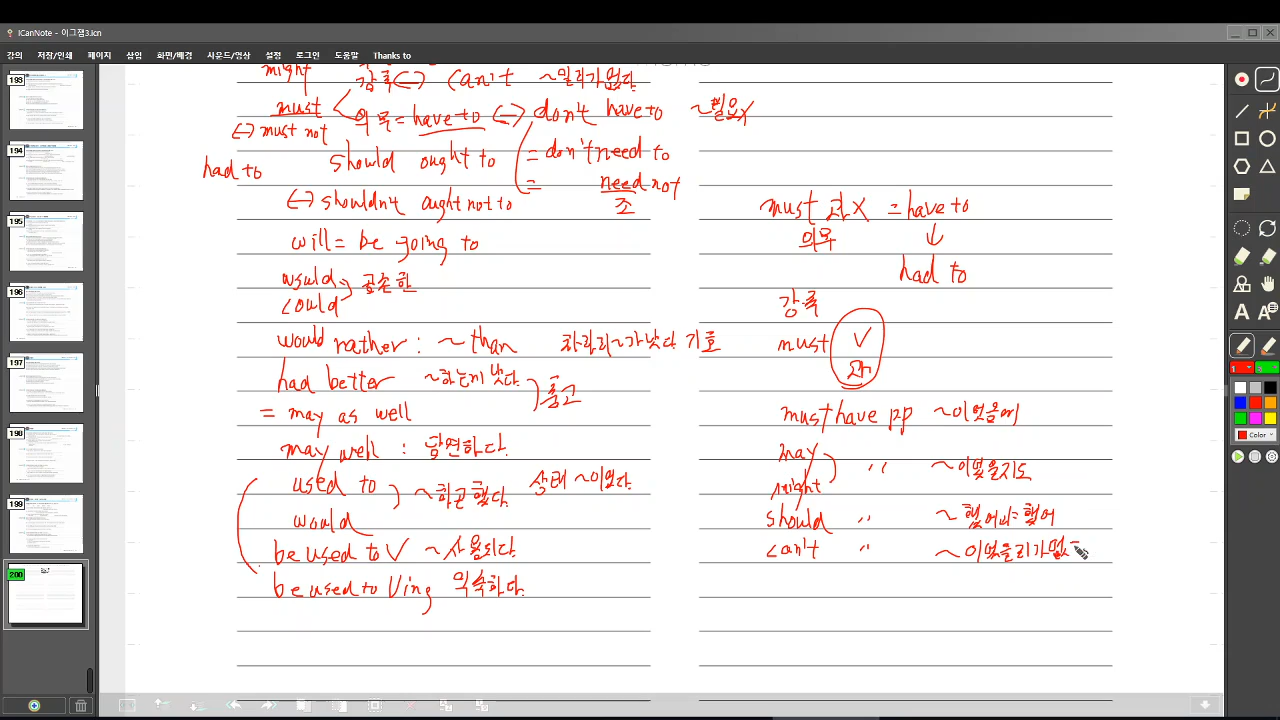 ICanNote - 이그잼3.icn
강의 저장/전체 페이지 삽입 화면/배경 사운드/영상 설정 로그인 도움말 Thanks to
193
194
195
196
197
198
199
200
might 강추 <-> can't ~일리가없다.
must 의무 = have to <-> don't have to ~필요X
<-> must not
= don't need to
should ought
had to
= need not
조
<-> shouldn't ought not to
will = be going to
would 공손한
could
would rather : ~ than 차라리~가낫다 기호
had better 충고
= may as well
may well 당연하다.
used to ~하곤했다 상태 ~이었다.
would
be used to V ~사용되다
be used to Ving 익숙하다.
must 과X = have to
의무
had to
강추
must V
must have pp ~이었음에
may " ~이었을지도
might
should ~했어야했어
can't " ~이었을리가없
Color